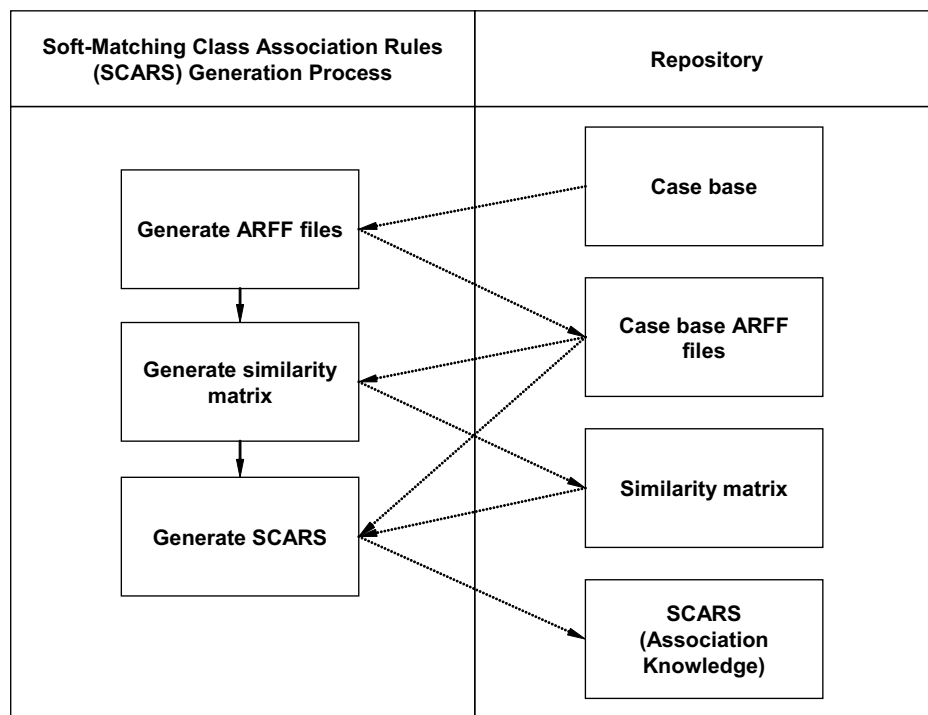 Soft-Matching Class Association Rules
(SCARS) Generation Process
Repository
Case base
Generate ARFF files
Case base ARFF
files
Generate similarity
matrix
Similarity matrix
Generate SCARS
SCARS
(Association
Knowledge)